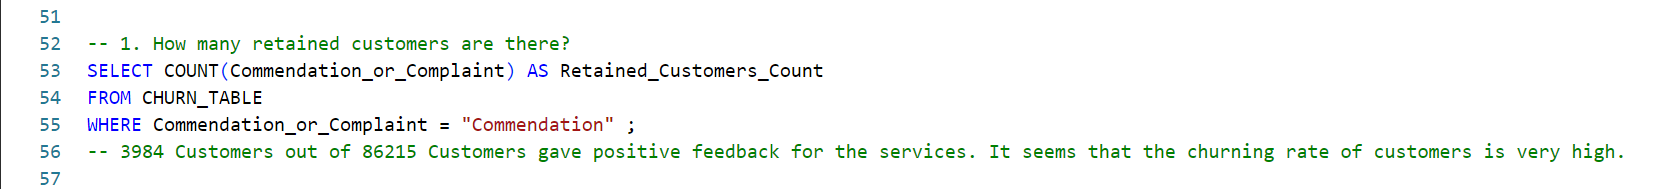 51
52 -- 1. How many retained customers are there?
53 SELECT COUNT(Commendation_or_Complaint) AS Retained_Customers_Count
54 FROM CHURN_TABLE
55 WHERE Commendation_or_Complaint = "Commendation" ;
56 -- 3984 Customers out of 86215 Customers gave positive feedback for the services. It seems that the churning rate of customers is very high.
57